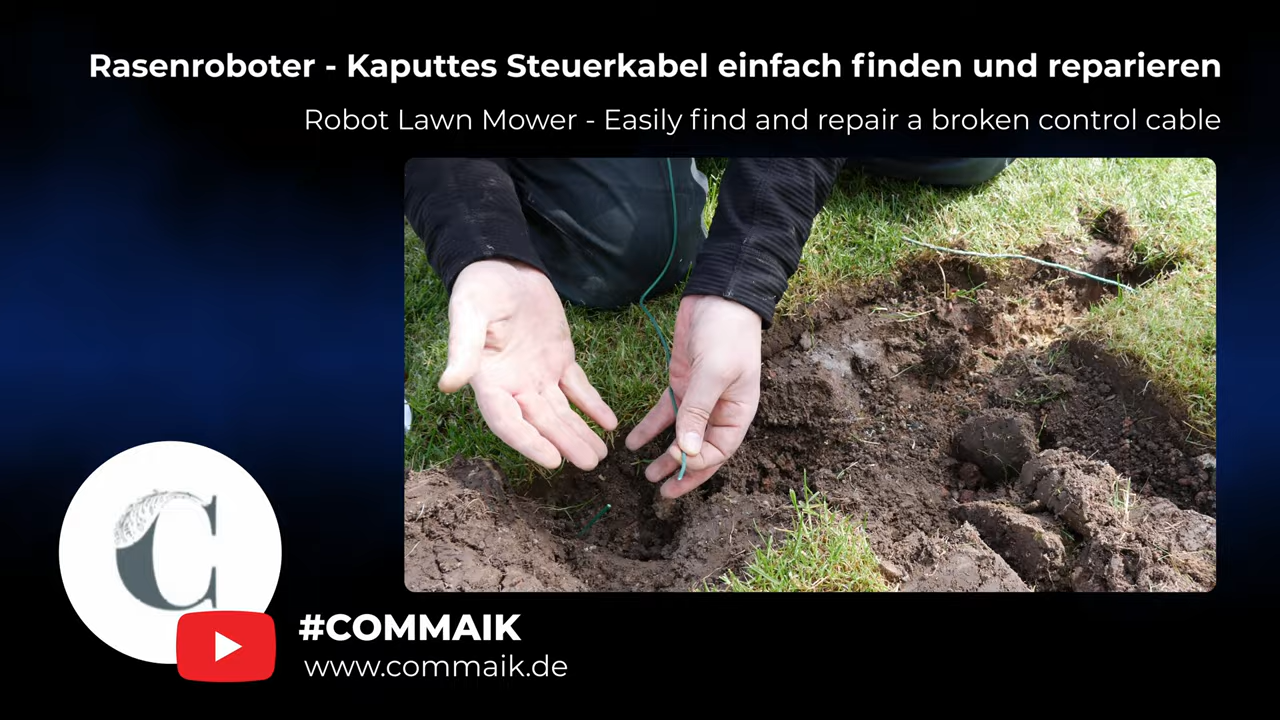 Rasenroboter - Kaputtes Steuerkabel einfach finden und reparieren
Robot Lawn Mower - Easily find and repair a broken control cable
C
#COMMAIK
www.commaik.de